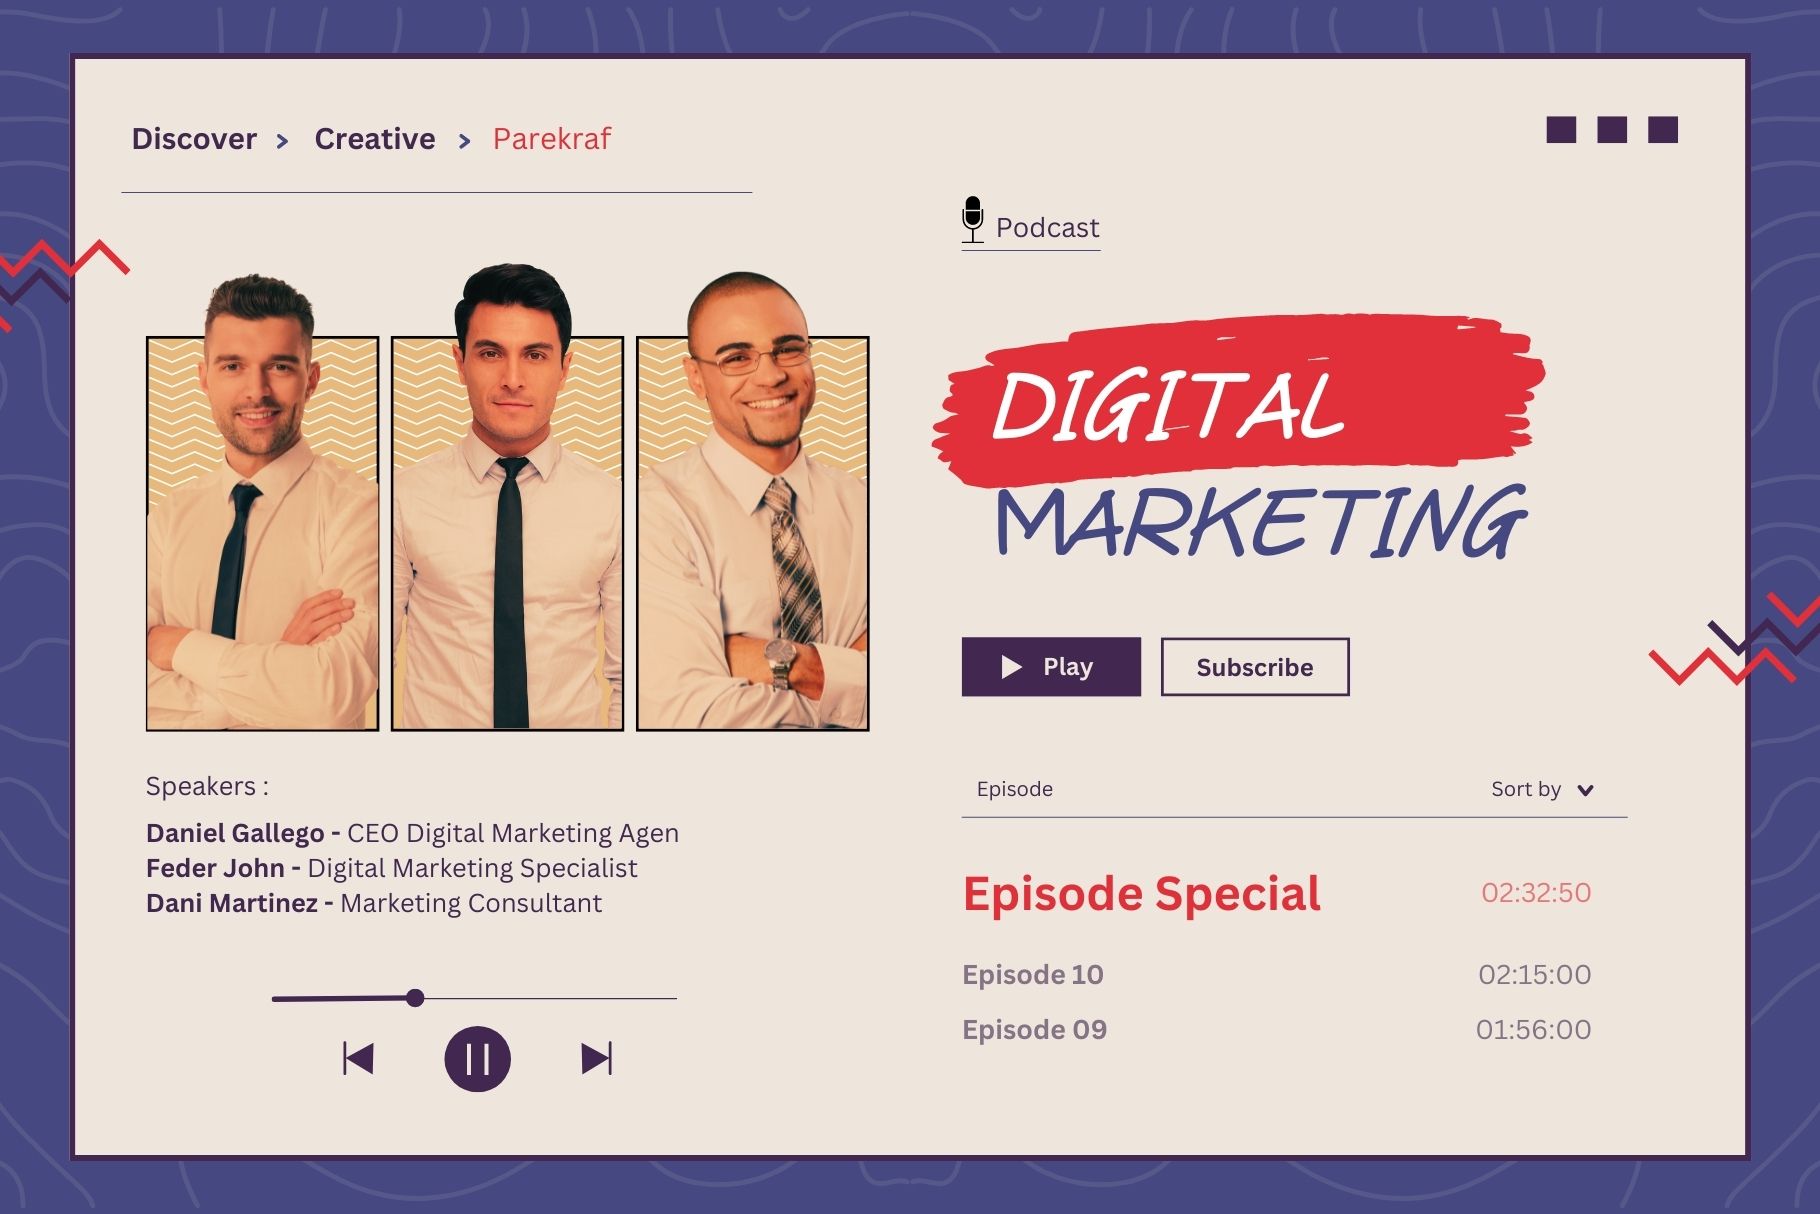 Discover > Creative > Parekraf
Podcast
DIGITAL
MARKETING
Play
Subscribe
Speakers :
Daniel Gallego - CEO Digital Marketing Agen
Feder John - Digital Marketing Specialist
Dani Martinez - Marketing Consultant
Episode Sort by
Episode Special 02:32:50
Episode 10 02:15:00
Episode 09 01:56:00